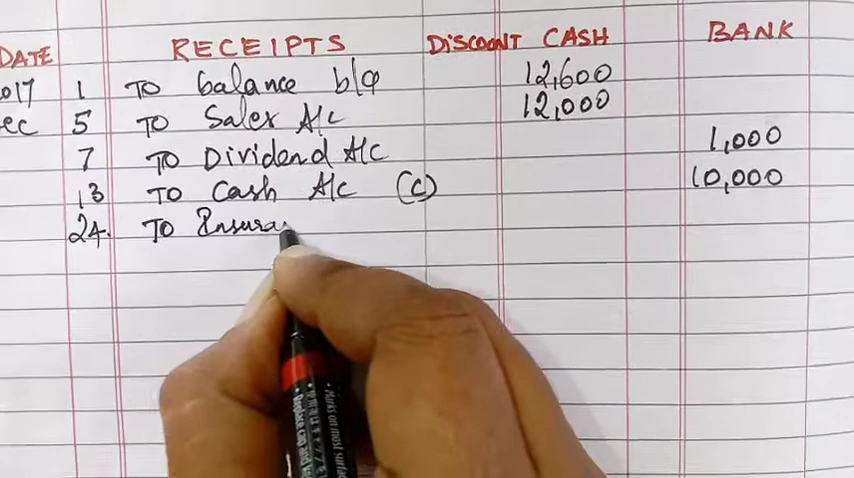 DATE RECEIPTS DISCOUNT CASH BANK
2017 1 TO balance b/d 12,600
Dec 5 TO Sales A/c 12,000
7 TO Dividend A/c 1,000
13 TO Cash A/c (C) 10,000
24. TO Insura